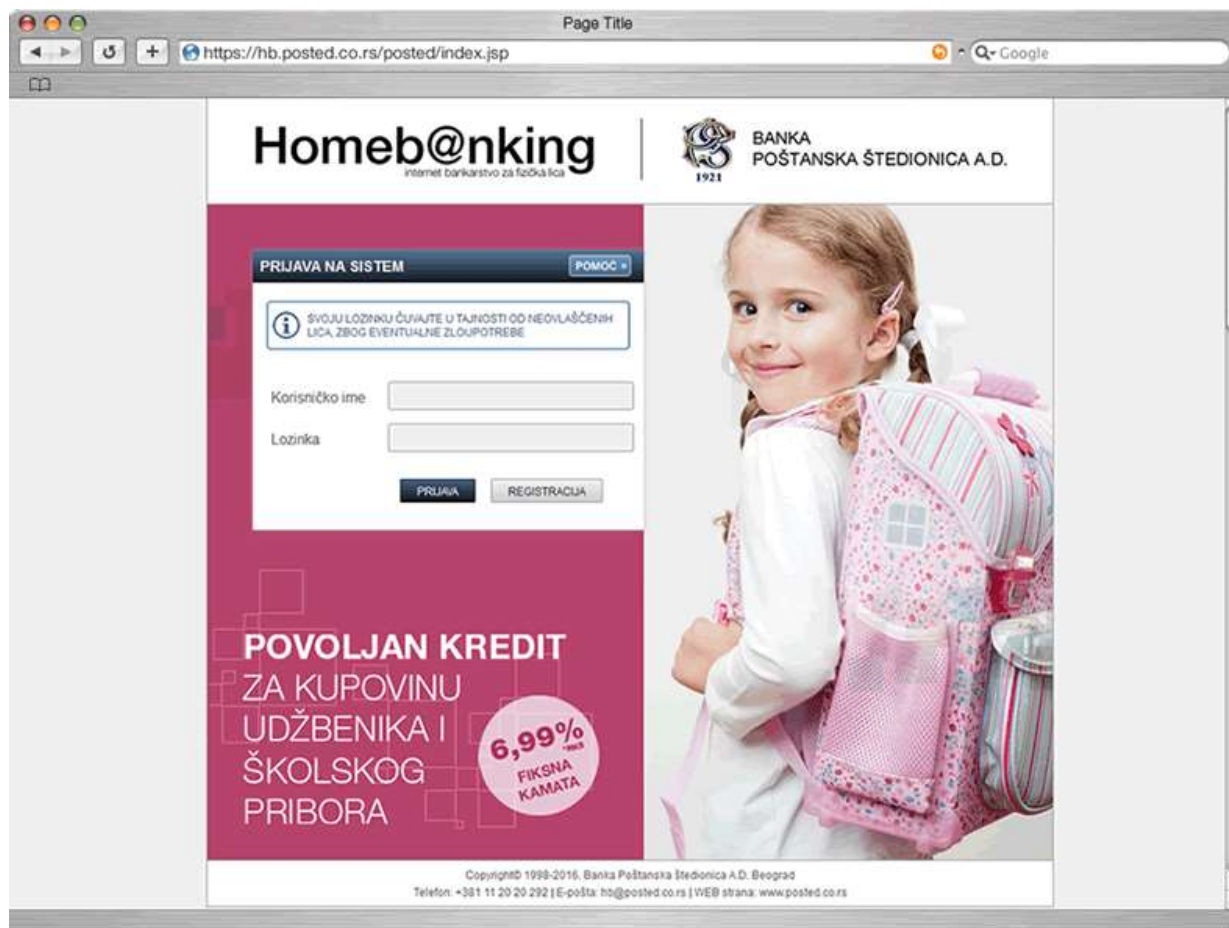 Page Title
https://hb.posted.co.rs/posted/index.jsp
Google
Homeb@nking
internet bankarstvo za fizička lica
1921
BANKA
POŠTANSKA ŠTEDIONICA A.D.
PRIJAVA NA SISTEM
POMOĆ »
SVOJU LOZINKU ČUVAJTE U TAJNOSTI OD NEOVLAŠČENIH
LICA, ZBOG EVENTUALNE ZLOUPOTREBE
Korisničko ime
Lozinka
PRIJAVA
REGISTRACIJA
POVOLJAN KREDIT
ZA KUPOVINU
UDŽBENIKA I
ŠKOLSKOG
PRIBORA
6,99%
FIKSNA
KAMATA
Copyright© 1998-2016. Banka Poštanska štedionica A.D. Beograd
Telefon: +381 11 20 20 292 | E-pošta: hb@posted.co.rs | WEB strana: www.posted.co.rs